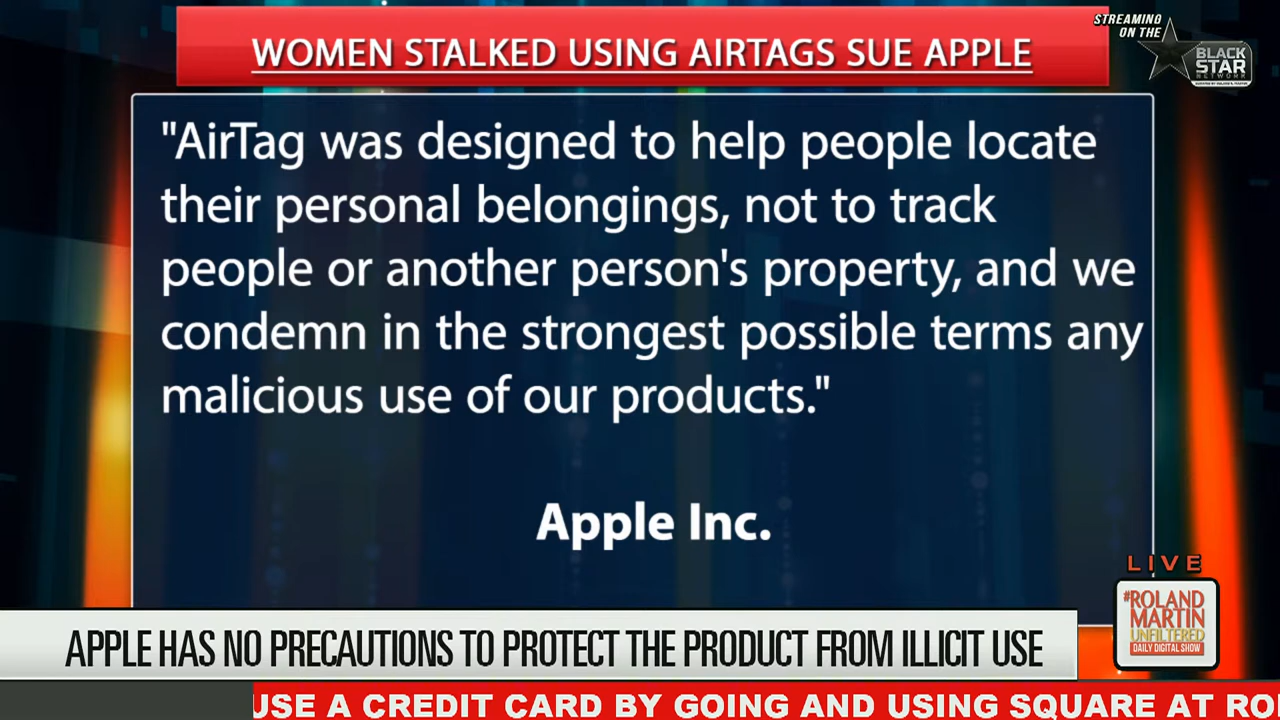 STREAMING
ON THE
WOMEN STALKED USING AIRTAGS SUE APPLE
BLACK
STAR
NETWORK
"AirTag was designed to help people locate
their personal belongings, not to track
people or another person's property, and we
condemn in the strongest possible terms any
malicious use of our products."
Apple Inc.
LIVE
#ROLAND
MARTIN
UNFILTERED
DAILY DIGITAL SHOW
APPLE HAS NO PRECAUTIONS TO PROTECT THE PRODUCT FROM ILLICIT USE
USE A CREDIT CARD BY GOING AND USING SQUARE AT RO